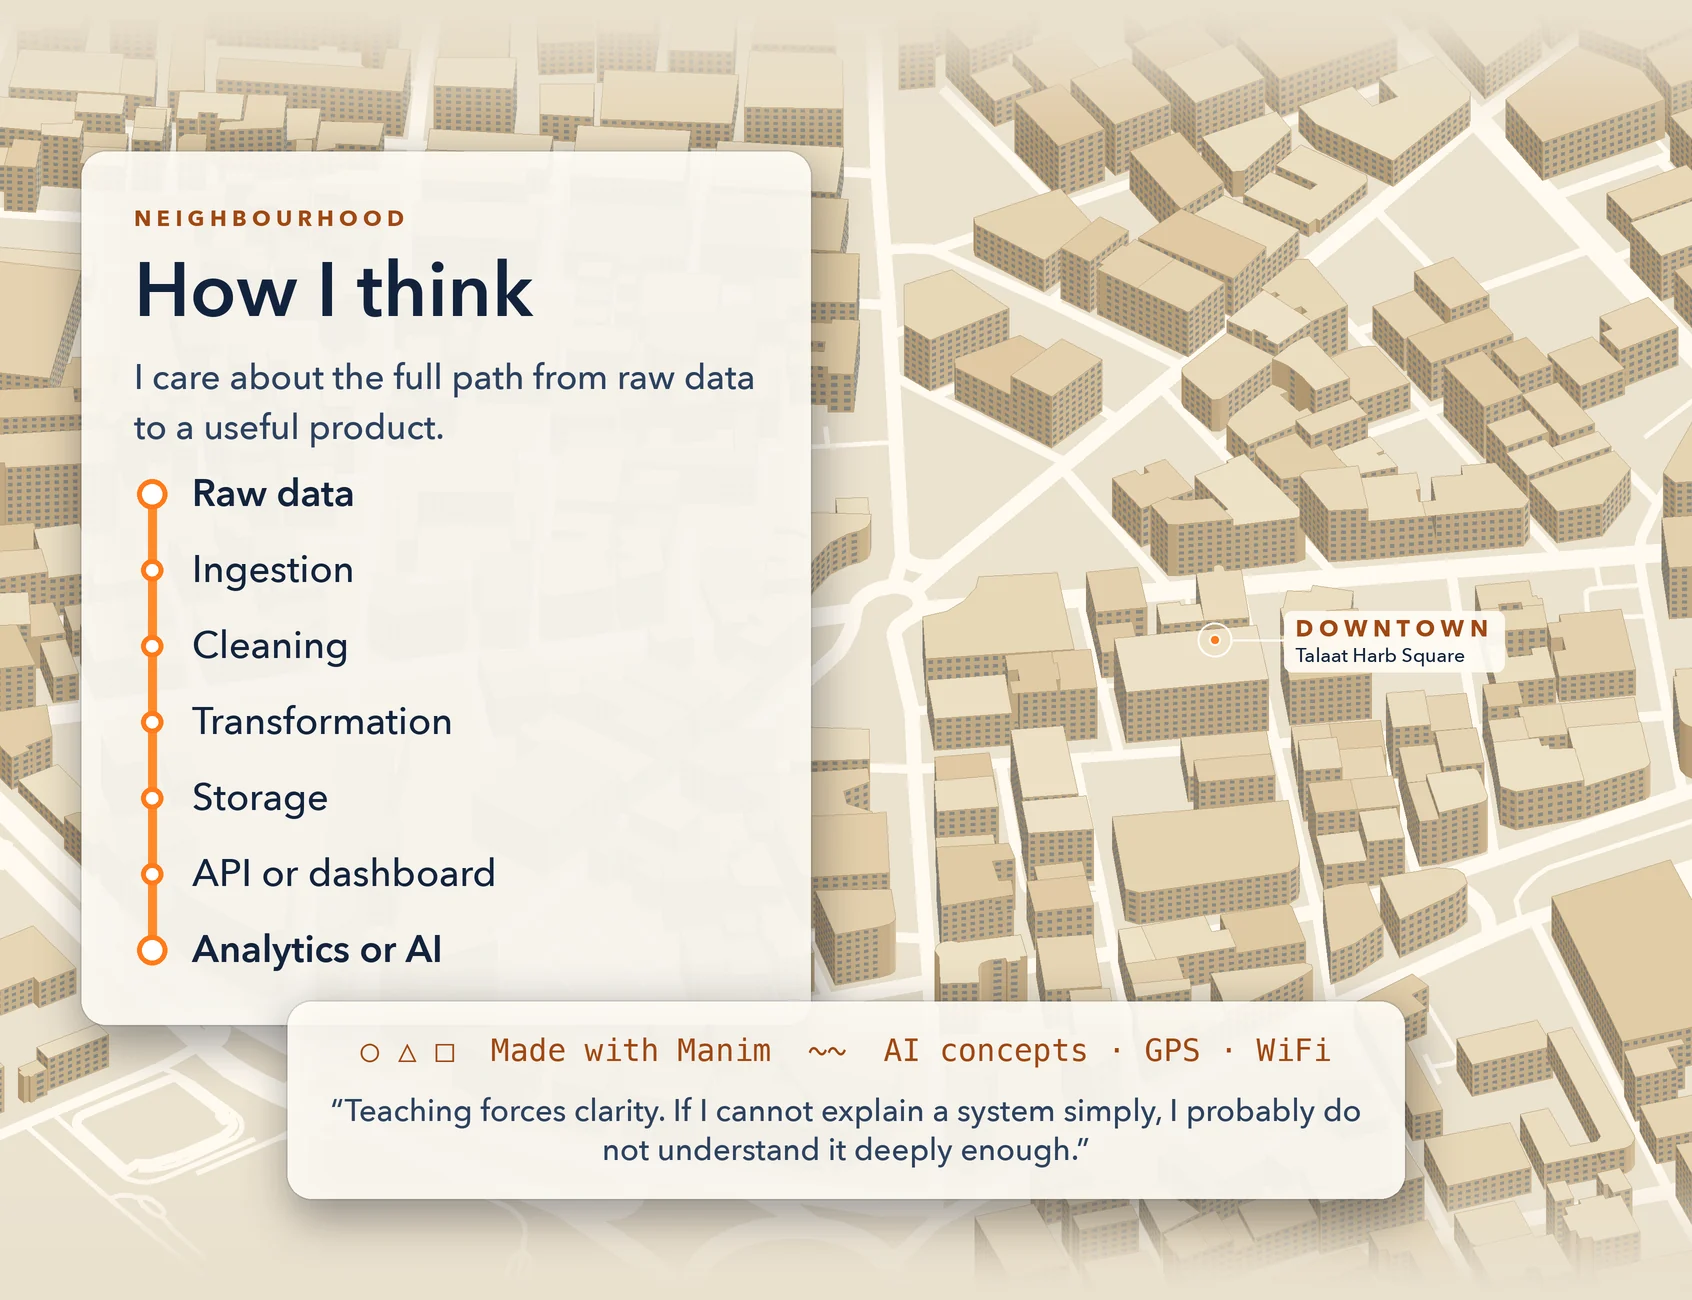 NEIGHBOURHOOD
How I think
I care about the full path from raw data
to a useful product.
Raw data
Ingestion
Cleaning
Transformation
Storage
API or dashboard
Analytics or AI
DOWNTOWN
Talaat Harb Square
○ △ □ Made with Manim ~~ AI concepts · GPS · WiFi
“Teaching forces clarity. If I cannot explain a system simply, I probably do
not understand it deeply enough.”